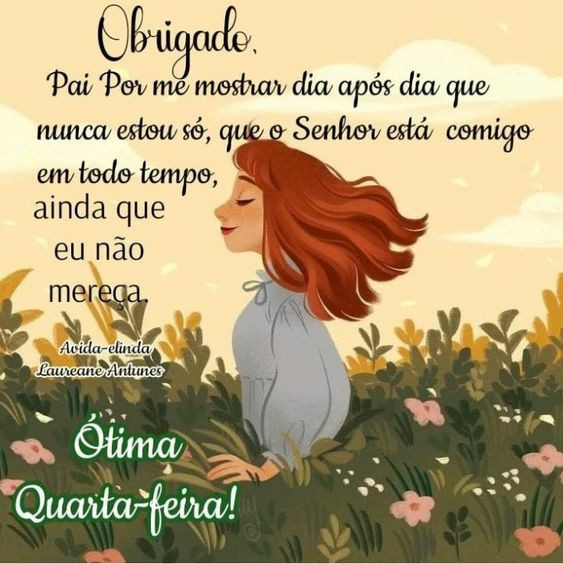 Obrigado,
Pai Por me mostrar dia após dia que
nunca estou só, que o Senhor está comigo
em todo tempo,
ainda que
eu não
mereça.
Avida-elinda
Laureane Antunes
Ótima
Quarta-feira!